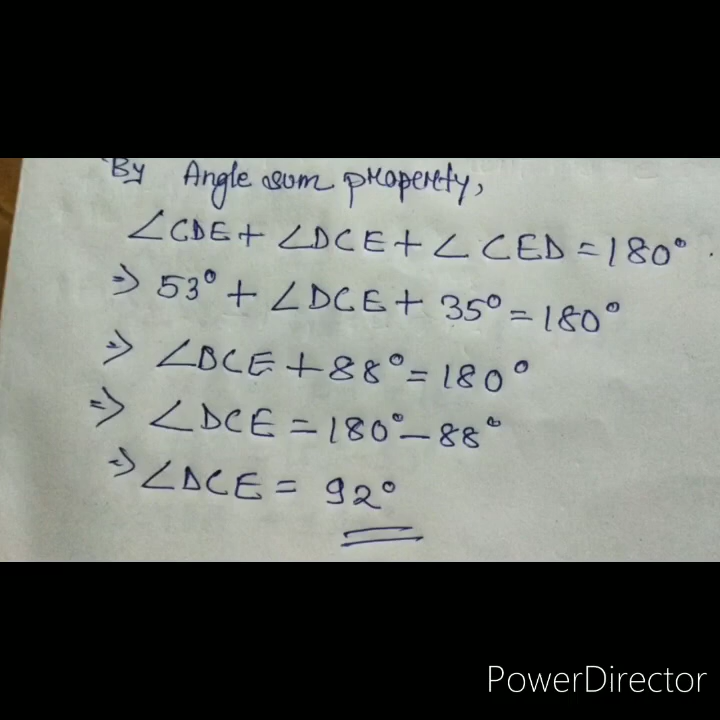 By Angle sum property,
∠CDE + ∠DCE + ∠CED = 180°
⇒ 53° + ∠DCE + 35° = 180°
⇒ ∠DCE + 88° = 180°
⇒ ∠DCE = 180° - 88°
⇒ ∠DCE = 92°
PowerDirector